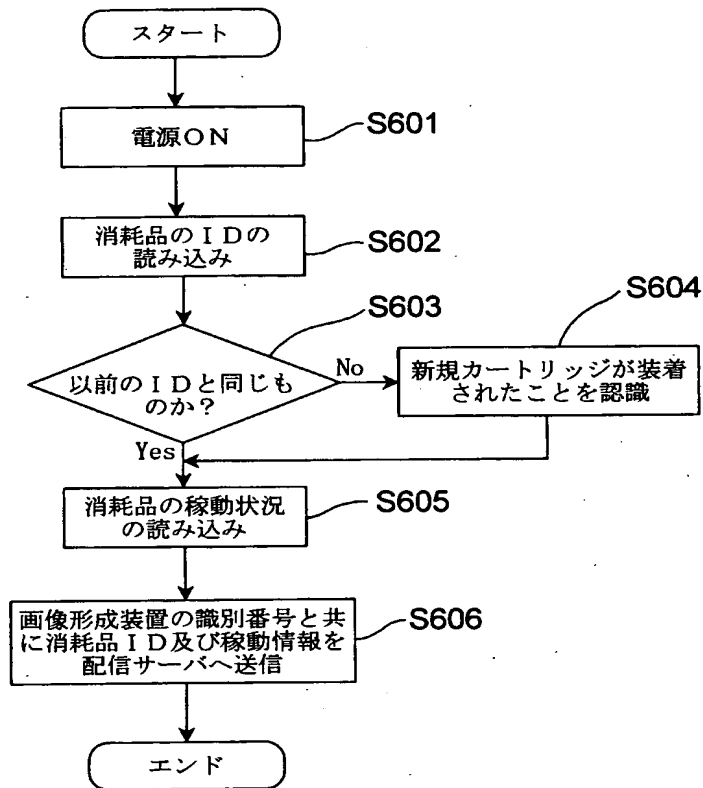 スタート
電源ON
S601
消耗品のIDの
読み込み
S602
S603
以前のIDと同じも
のか?
No
Yes
S604
新規カートリッジが装着
されたことを認識
消耗品の稼動状況
の読み込み
S605
画像形成装置の識別番号と共
に消耗品ID及び稼動情報を
配信サーバへ送信
S606
エンド